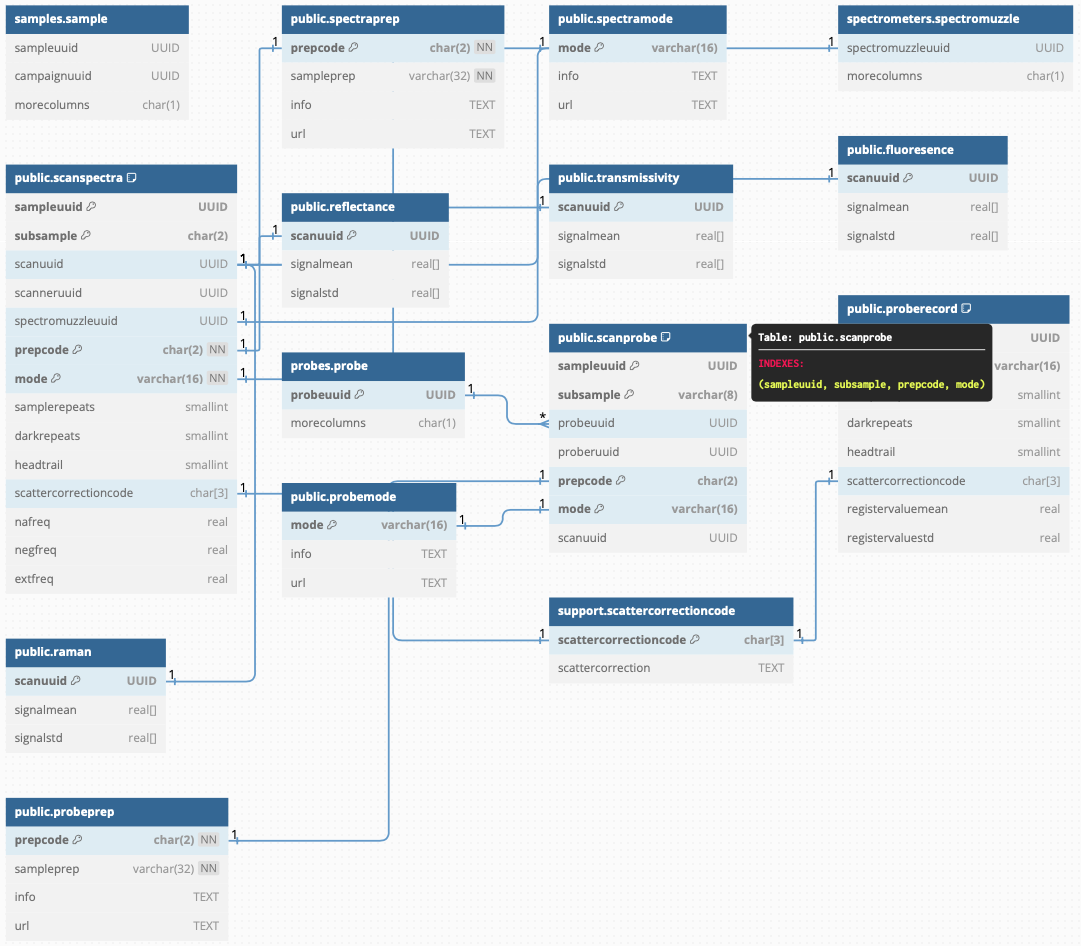 samples.sample
sampleuuid UUID
campaignuuid UUID
morecolumns char(1)
public.spectraprep
prepcode char(2) NN
sampleprep varchar(32) NN
info TEXT
url TEXT
public.spectramode
mode varchar(16)
info TEXT
url TEXT
spectrometers.spectromuzzle
spectromuzzleuuid UUID
morecolumns char(1)
public.scanspectra
sampleuuid UUID
subsample char(2)
scanuuid UUID
scanneruuid UUID
spectromuzzleuuid UUID
prepcode char(2) NN
mode varchar(16) NN
samplerepeats smallint
darkrepeats smallint
headtrail smallint
scattercorrectioncode char[3]
nafreq real
negfreq real
extfreq real
public.reflectance
scanuuid UUID
signalmean real[]
signalstd real[]
public.transmissivity
scanuuid UUID
signalmean real[]
signalstd real[]
public.fluoresence
scanuuid UUID
signalmean real[]
signalstd real[]
probes.probe
probeuuid UUID
morecolumns char(1)
public.scanprobe
sampleuuid UUID
subsample varchar(8)
probeuuid UUID
proberuuid UUID
prepcode char(2)
mode varchar(16)
scanuuid UUID
Table: public.scanprobe
INDEXES:
(sampleuuid, subsample, prepcode, mode)
public.proberecord
UUID
varchar(16)
smallint
darkrepeats smallint
headtrail smallint
scattercorrectioncode char[3]
registervaluemean real
registervaluestd real
public.probemode
mode varchar(16)
info TEXT
url TEXT
support.scattercorrectioncode
scattercorrectioncode char[3]
scattercorrection TEXT
public.raman
scanuuid UUID
signalmean real[]
signalstd real[]
public.probeprep
prepcode char(2) NN
sampleprep varchar(32) NN
info TEXT
url TEXT
1
1
1
1
1
1
1
1
1
1
1
1
1
*
1
1
1
1
1
1
1
1